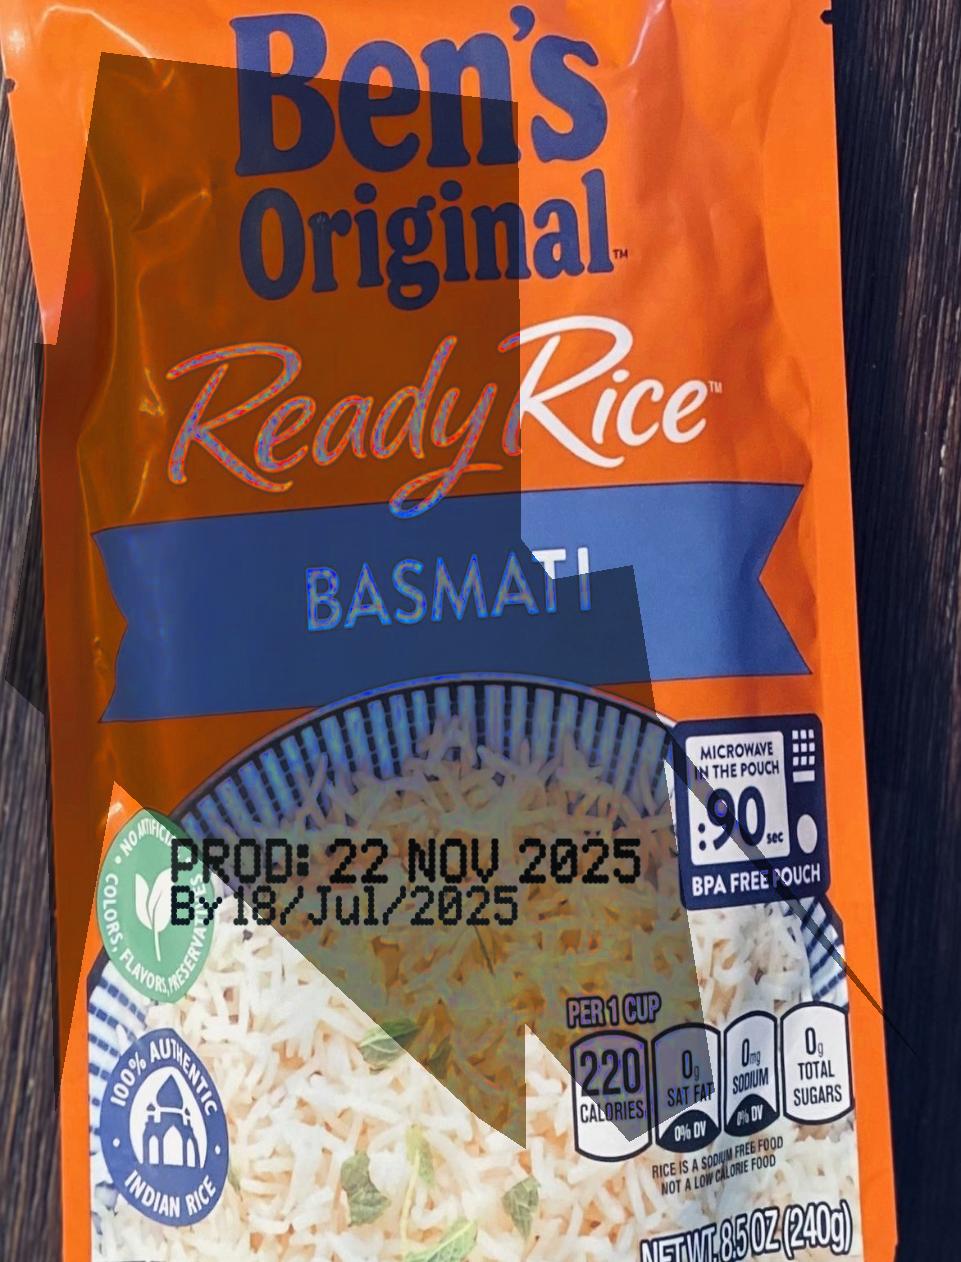 Ben's
Original™
Ready Rice™
BASMATI
MICROWAVE
IN THE POUCH
:90 sec
BPA FREE POUCH
NO ARTIFICIAL COLORS, FLAVORS, PRESERVATIVES
PROD: 22 NOV 2025
By 18/Jul/2025
PER 1 CUP
220 CALORIES
0g SAT FAT 0% DV
0mg SODIUM 0% DV
0g TOTAL SUGARS
RICE IS A SODIUM FREE FOOD
NOT A LOW CALORIE FOOD
100% AUTHENTIC
INDIAN RICE
NET WT. 8.5 OZ (240g)